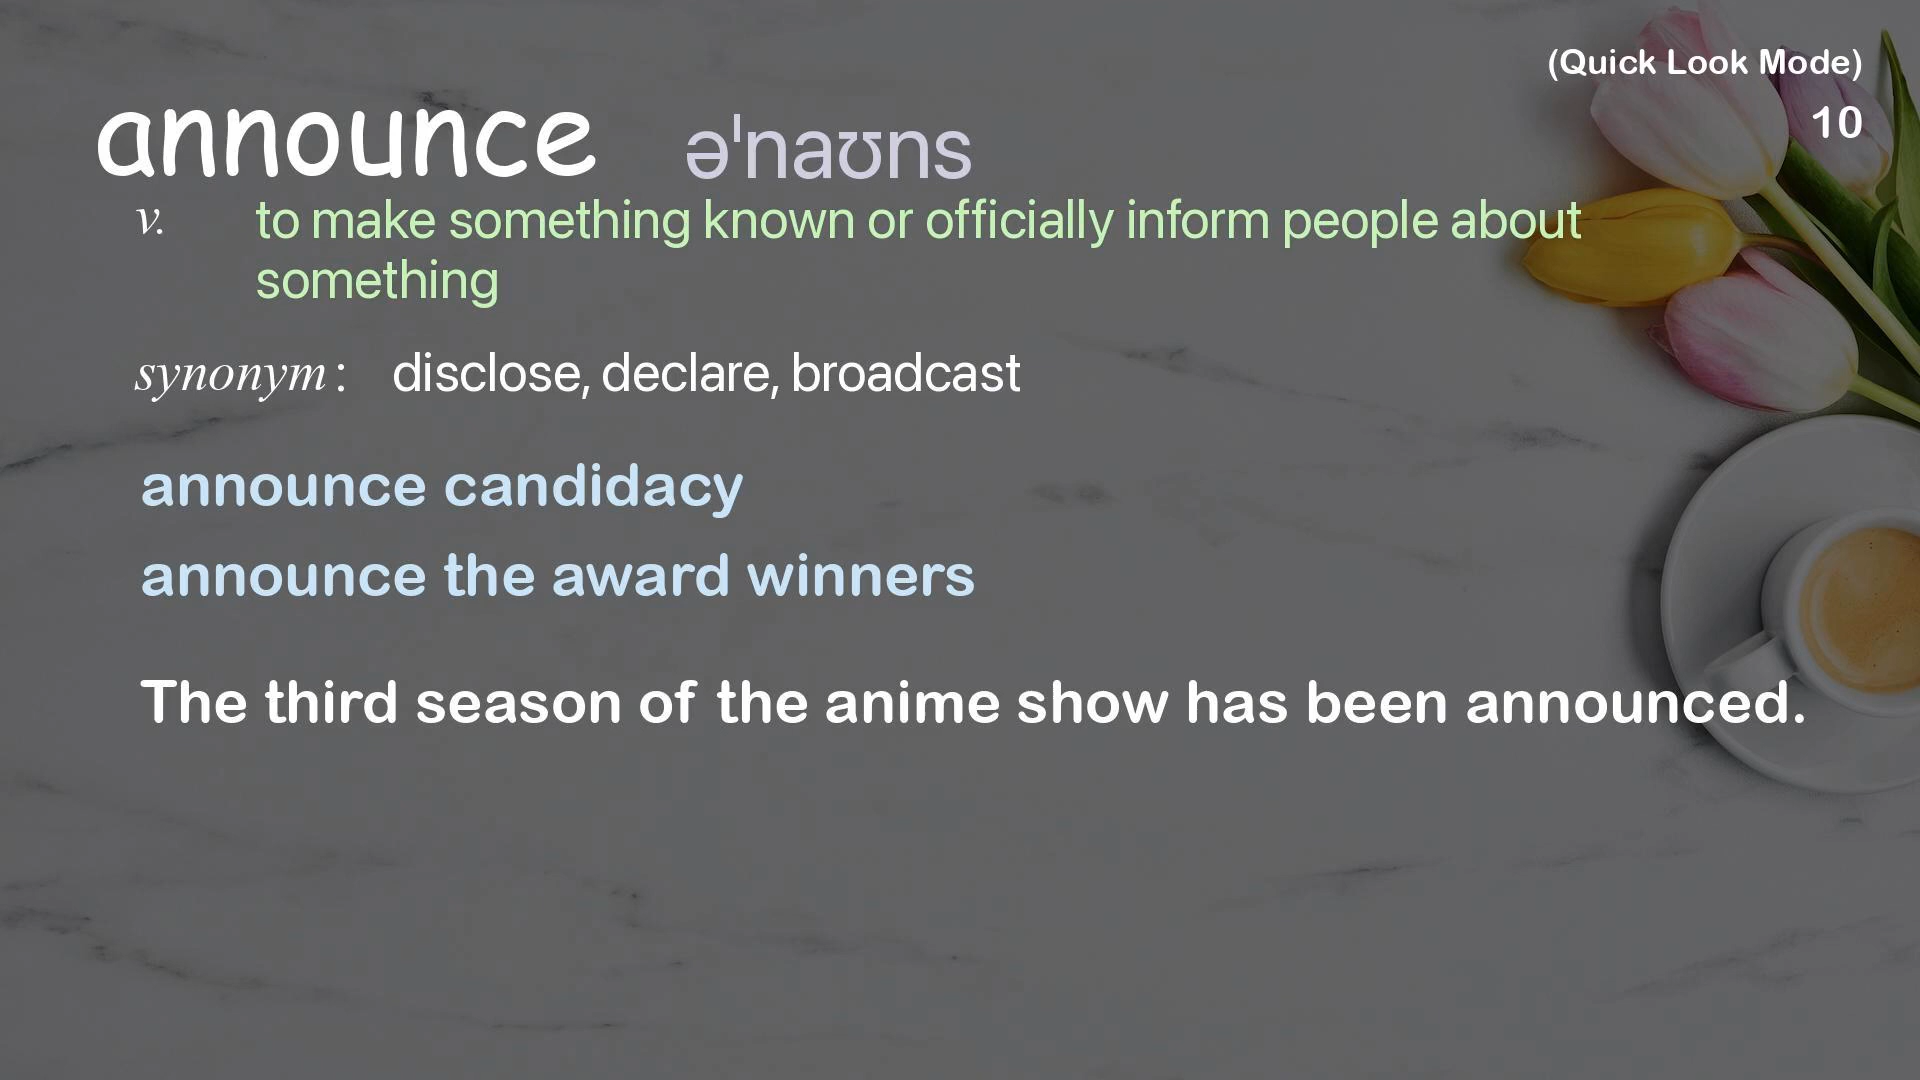 (Quick Look Mode)
10
announce əˈnaʊns
v. to make something known or officially inform people about
something
synonym: disclose, declare, broadcast
announce candidacy
announce the award winners
The third season of the anime show has been announced.